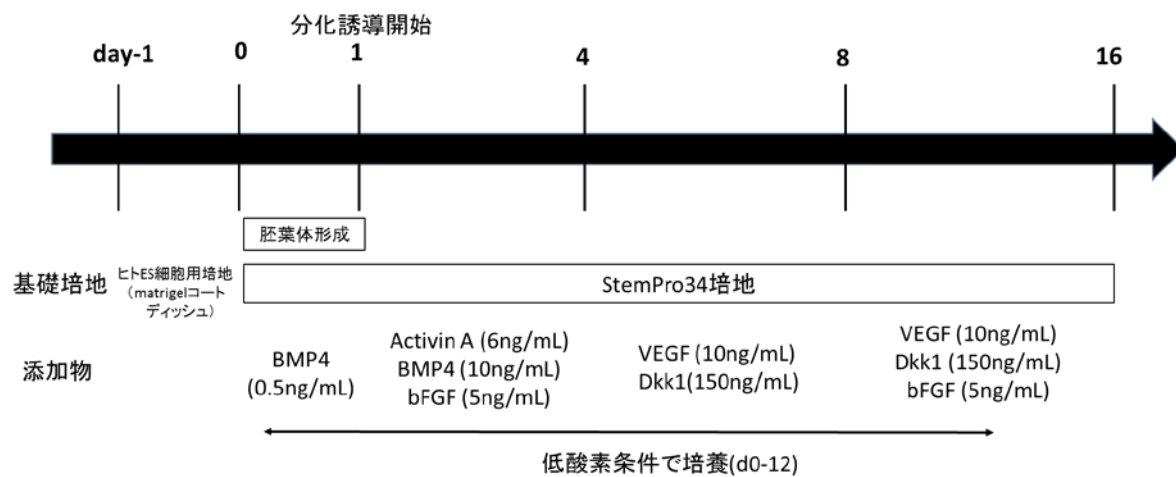 分化誘導開始
day-1
0
1
4
8
16
胚葉体形成
基礎培地
ヒトES細胞用培地
(matrigelコート
ディッシュ)
StemPro34培地
添加物
BMP4
(0.5ng/mL)
Activin A (6ng/mL)
BMP4 (10ng/mL)
bFGF (5ng/mL)
VEGF (10ng/mL)
Dkk1(150ng/mL)
VEGF (10ng/mL)
Dkk1 (150ng/mL)
bFGF (5ng/mL)
低酸素条件で培養(d0-12)